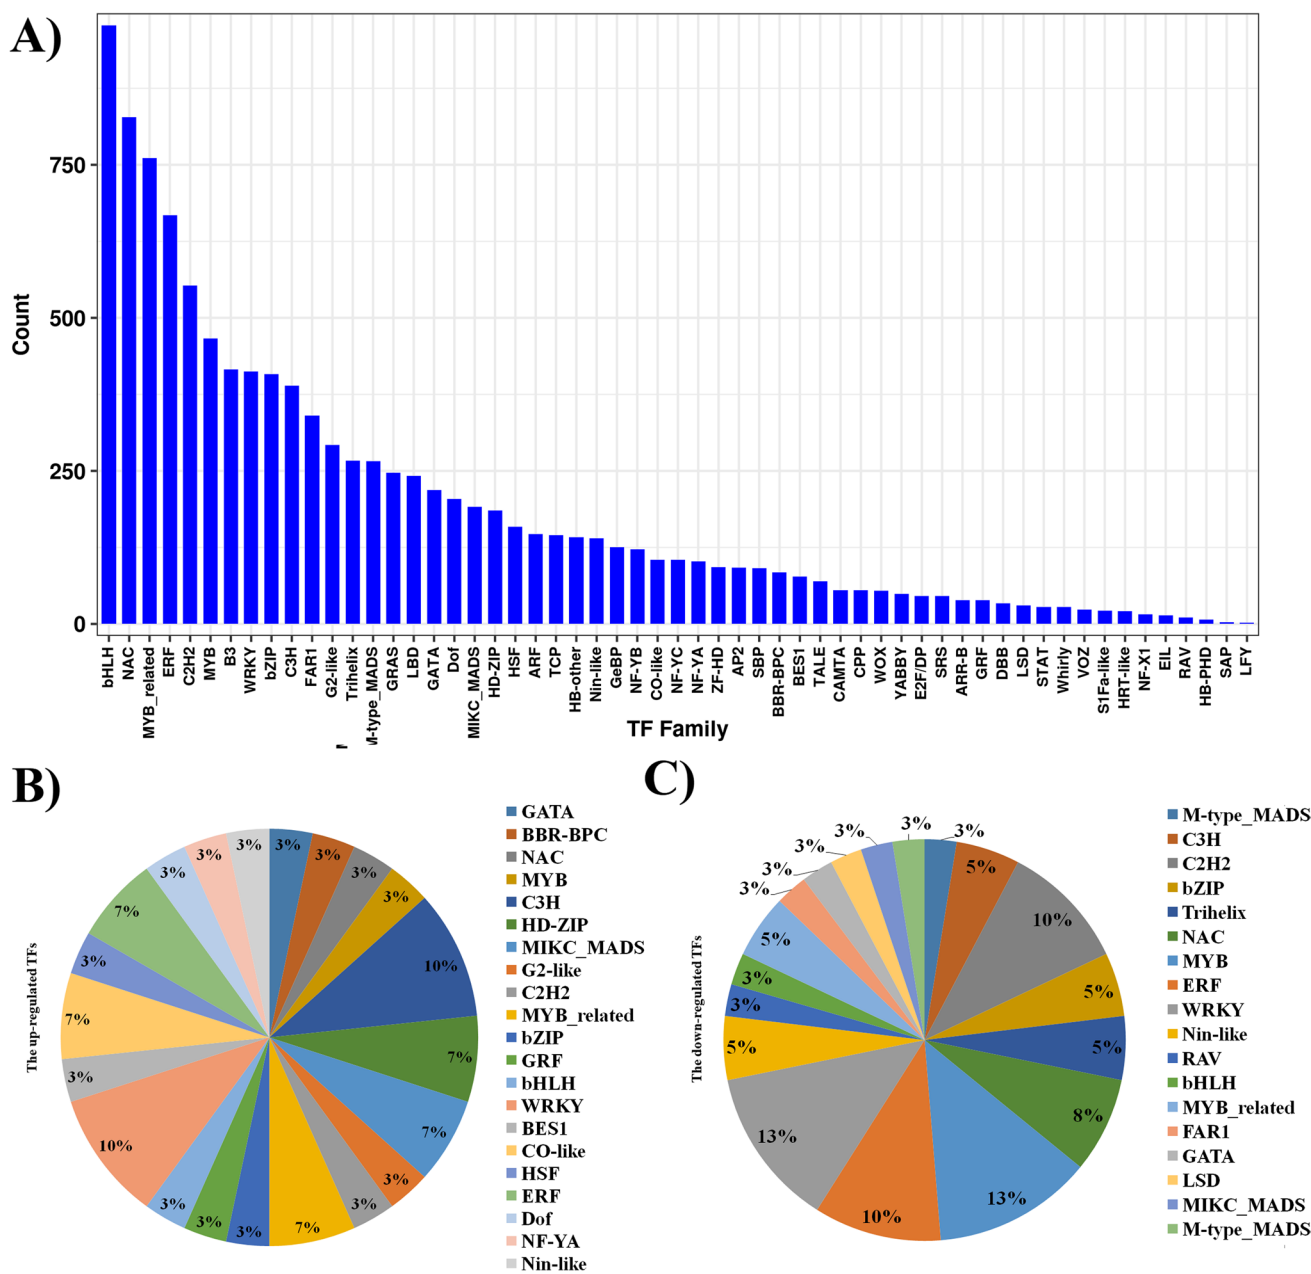 A)
Count
750
500
250
0
bHLH
NAC
MYB_related
ERF
C2H2
MYB
B3
WRKY
bZIP
C3H
FAR1
G2-like
Trihelix
M-type_MADS
GRAS
LBD
GATA
Dof
MIKC_MADS
HD-ZIP
HSF
ARF
TCP
HB-other
Nin-like
GeBP
NF-YB
CO-like
NF-YC
NF-YA
ZF-HD
AP2
SBP
BBR-BPC
BES1
TALE
CAMTA
CPP
WOX
YABBY
E2F/DP
SRS
ARR-B
GRF
DBB
LSD
STAT
Whirly
VOZ
S1Fa-like
HRT-like
NF-X1
EIL
RAV
HB-PHD
SAP
LFY
TF Family
B)
The up-regulated TFs
3%
3%
3%
3%
10%
7%
7%
3%
3%
7%
3%
3%
3%
10%
3%
7%
3%
7%
3%
3%
3%
GATA
BBR-BPC
NAC
MYB
C3H
HD-ZIP
MIKC_MADS
G2-like
C2H2
MYB_related
bZIP
GRF
bHLH
WRKY
BES1
CO-like
HSF
ERF
Dof
NF-YA
Nin-like
C)
The down-regulated TFs
3%
5%
10%
5%
5%
8%
13%
10%
13%
5%
3%
3%
5%
3%
3%
3%
3%
3%
M-type_MADS
C3H
C2H2
bZIP
Trihelix
NAC
MYB
ERF
WRKY
Nin-like
RAV
bHLH
MYB_related
FAR1
GATA
LSD
MIKC_MADS
M-type_MADS